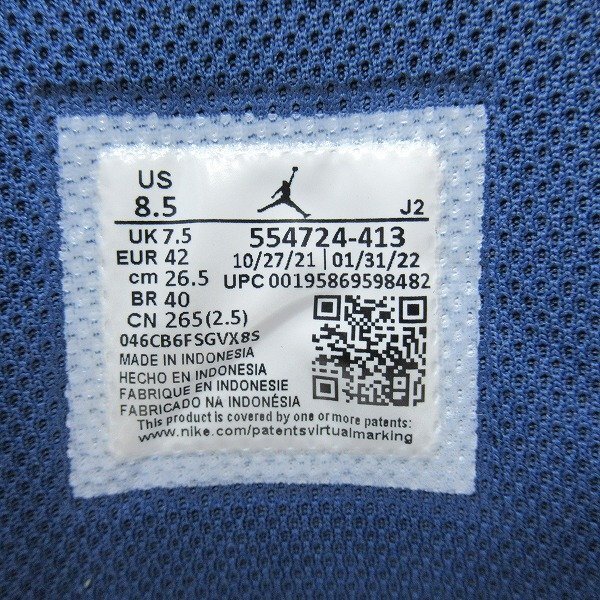 US
8.5 J2
UK 7.5 554724-413
EUR 42 10/27/21 | 01/31/22
cm 26.5 UPC 00195869598482
BR 40
CN 265(2.5)
046CB6FSGVX8S
MADE IN INDONESIA
HECHO EN INDONESIA
FABRIQUE EN INDONESIE
FABRICADO NA INDONÉSIA
This product is covered by one or more patents:
www.nike.com/patentsvirtualmarking